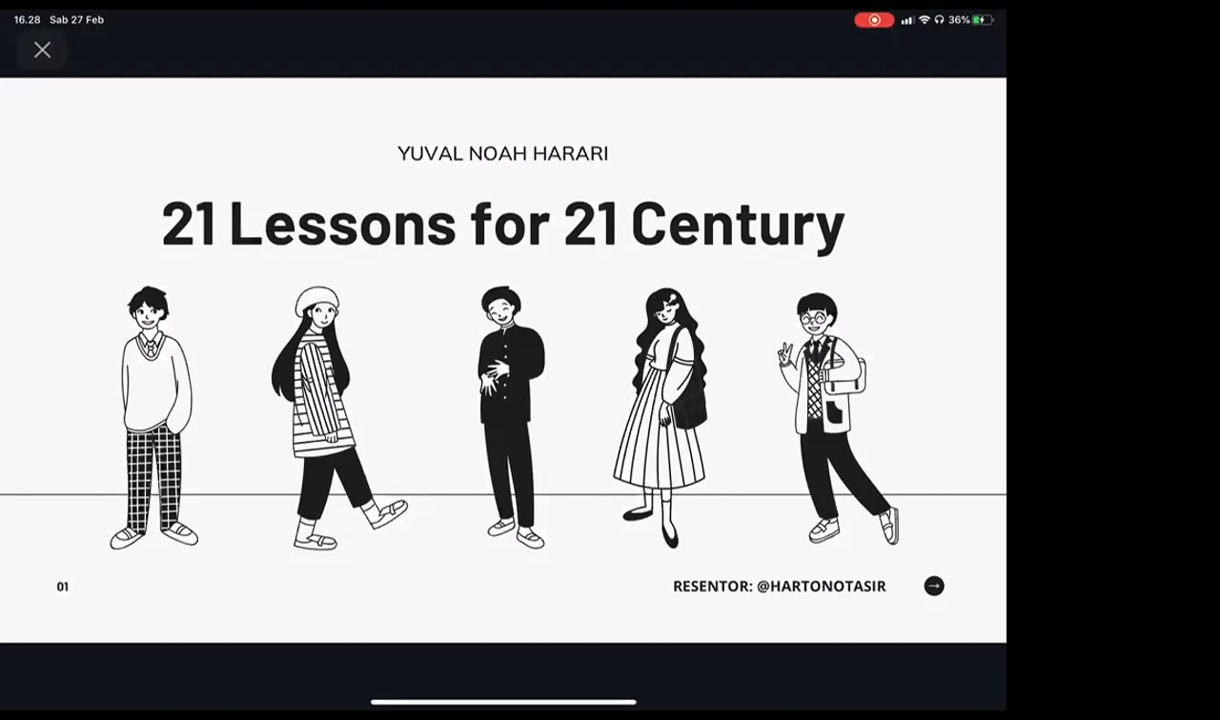 16.28 Sab 27 Feb
36%
YUVAL NOAH HARARI
21 Lessons for 21 Century
01
RESENTOR: @HARTONOTASIR